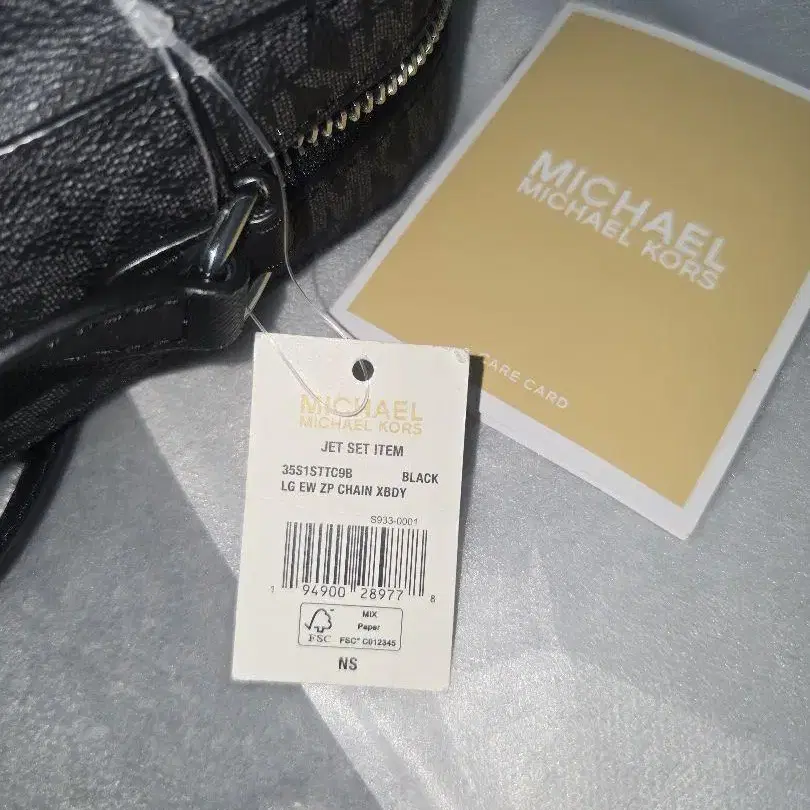 MICHAEL
MICHAEL KORS
CARE CARD
MICHAEL
MICHAEL KORS
JET SET ITEM
35S1STTC9B BLACK
LG EW ZP CHAIN XBDY
S933-0001
1 94900 28977 8
FSC
MIX
Paper
FSC® C012345
NS